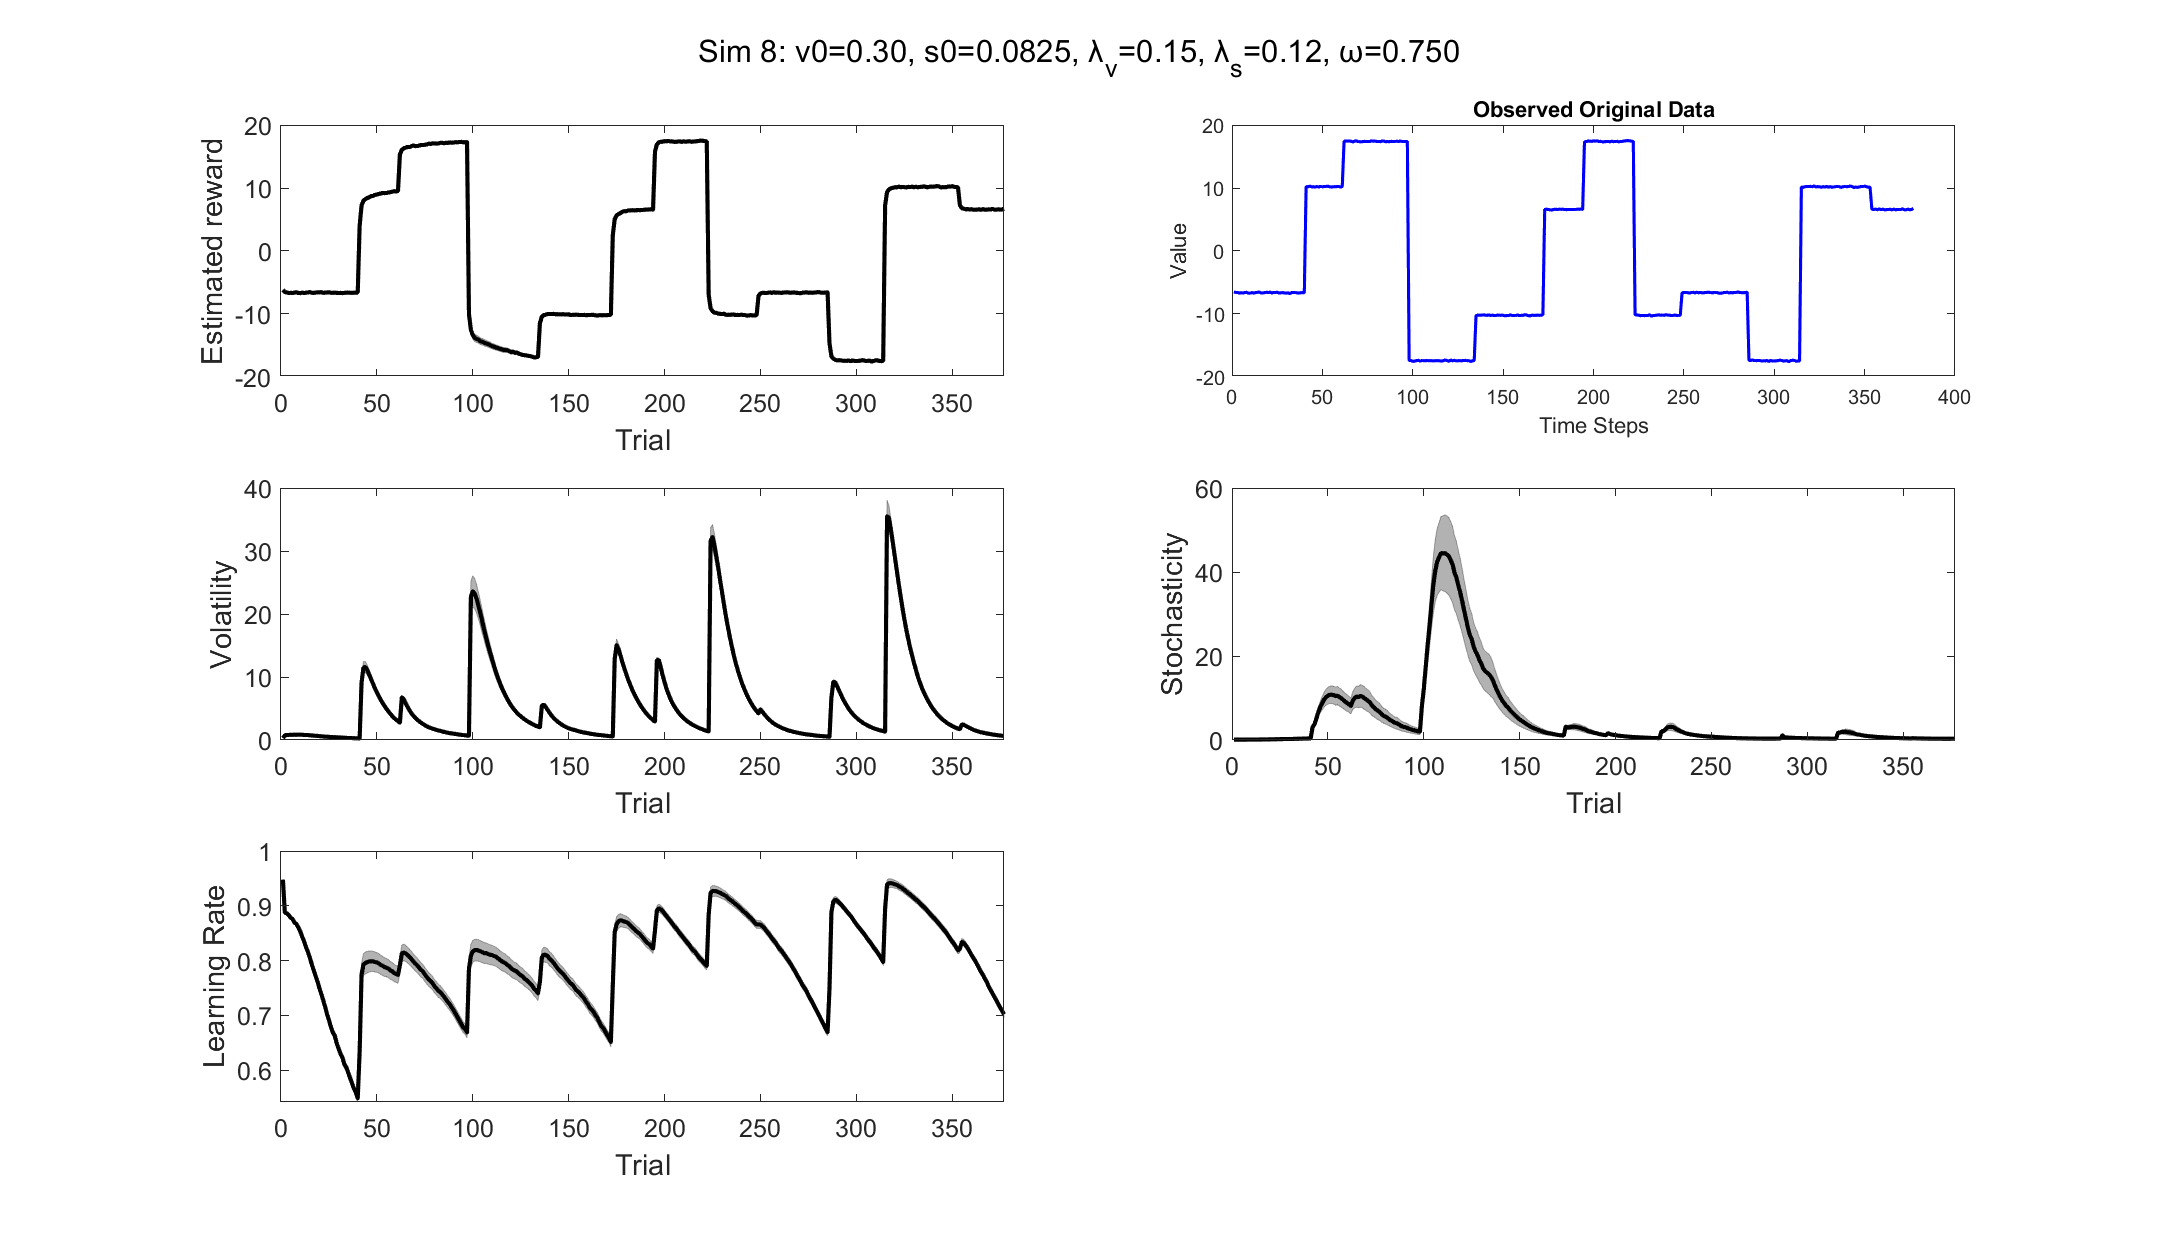 Sim 8: v0=0.30, s0=0.0825, λv=0.15, λs=0.12, ω=0.750
Estimated reward
20
10
0
-10
-20
0 50 100 150 200 250 300 350
Trial
Observed Original Data
Value
20
10
0
-10
-20
0 50 100 150 200 250 300 350 400
Time Steps
Volatility
40
30
20
10
0
0 50 100 150 200 250 300 350
Trial
Stochasticity
60
40
20
0
0 50 100 150 200 250 300 350
Trial
Learning Rate
1
0.9
0.8
0.7
0.6
0 50 100 150 200 250 300 350
Trial